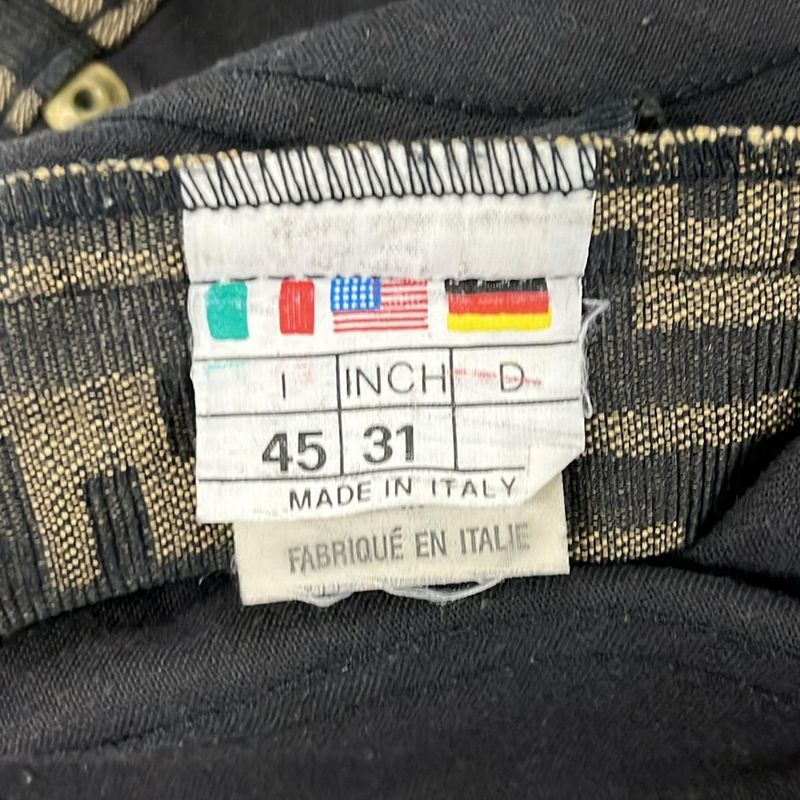 I INCH D
45 31
MADE IN ITALY
FABRIQUÉ EN ITALIE